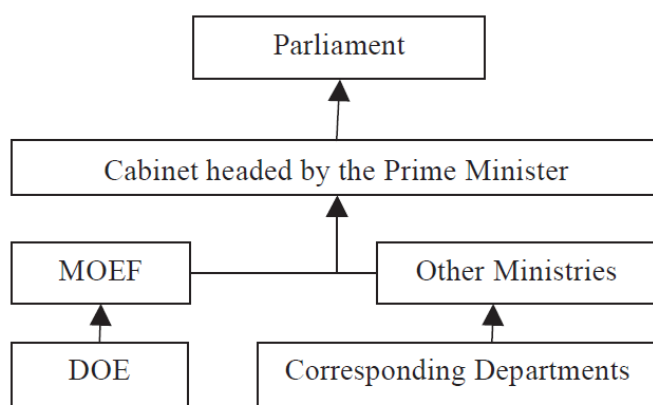 Parliament
Cabinet headed by the Prime Minister
MOEF
Other Ministries
DOE
Corresponding Departments